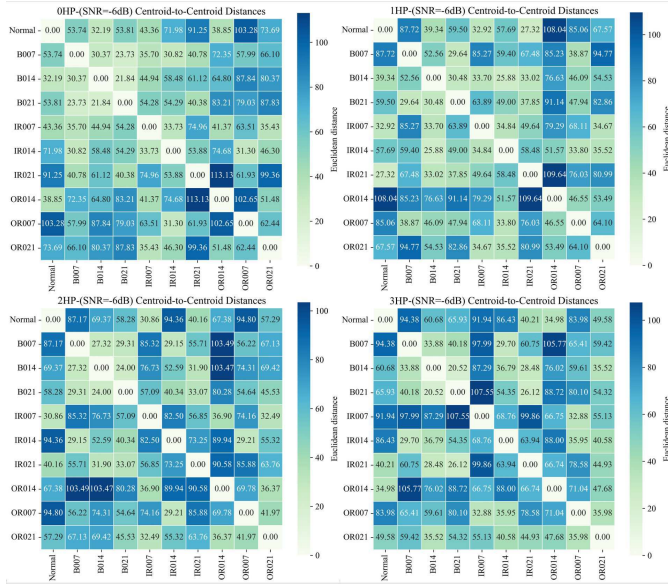 0HP-(SNR=-6dB) Centroid-to-Centroid Distances
Normal 0.00 53.74 32.19 53.81 43.36 71.98 91.25 38.85 103.28 73.69
B007 53.74 0.00 30.37 23.73 35.70 30.82 40.78 72.35 57.99 66.10
B014 32.19 30.37 0.00 21.84 44.94 58.48 61.12 64.80 87.84 80.37
B021 53.81 23.73 21.84 0.00 54.28 54.29 40.38 83.21 79.03 87.83
IR007 43.36 35.70 44.94 54.28 0.00 33.73 74.96 41.37 63.51 35.43
IR014 71.98 30.82 58.48 54.29 33.73 0.00 53.88 74.68 31.30 46.30
IR021 91.25 40.78 61.12 40.38 74.96 53.88 0.00 113.13 61.93 99.36
OR014 38.85 72.35 64.80 83.21 41.37 74.68 113.13 0.00 102.65 51.48
OR007 103.28 57.99 87.84 79.03 63.51 31.30 61.93 102.65 0.00 62.44
OR021 73.69 66.10 80.37 87.83 35.43 46.30 99.36 51.48 62.44 0.00
Normal B007 B014 B021 IR007 IR014 IR021 OR014 OR007 OR021
100
80
60
40
20
0
Euclidean distance
1HP-(SNR=-6dB) Centroid-to-Centroid Distances
Normal 0.00 87.72 39.34 59.50 32.92 57.69 27.32 108.04 85.06 67.57
B007 87.72 0.00 52.56 29.64 85.27 59.40 67.48 85.23 38.87 94.77
B014 39.34 52.56 0.00 30.48 33.70 25.88 33.02 76.63 46.09 54.53
B021 59.50 29.64 30.48 0.00 63.89 49.00 37.85 91.14 47.94 82.86
IR007 32.92 85.27 33.70 63.89 0.00 34.84 49.64 79.29 68.11 34.67
IR014 57.69 59.40 25.88 49.00 34.84 0.00 58.48 51.57 33.80 35.52
IR021 27.32 67.48 33.02 37.85 49.64 58.48 0.00 109.64 76.03 80.99
OR014 108.04 85.23 76.63 91.14 79.29 51.57 109.64 0.00 46.55 53.49
OR007 85.06 38.87 46.09 47.94 68.11 33.80 76.03 46.55 0.00 64.10
OR021 67.57 94.77 54.53 82.86 34.67 35.52 80.99 53.49 64.10 0.00
Normal B007 B014 B021 IR007 IR014 IR021 OR014 OR007 OR021
100
80
60
40
20
0
Euclidean distance
2HP-(SNR=-6dB) Centroid-to-Centroid Distances
Normal 0.00 87.17 69.37 58.28 30.86 94.36 40.16 67.38 94.80 57.29
B007 87.17 0.00 27.32 29.31 85.32 29.15 55.71 103.49 56.22 67.13
B014 69.37 27.32 0.00 24.00 76.73 52.59 31.90 103.47 74.31 69.42
B021 58.28 29.31 24.00 0.00 57.09 40.34 33.07 80.28 54.64 45.53
IR007 30.86 85.32 76.73 57.09 0.00 82.50 56.85 36.90 74.16 32.49
IR014 94.36 29.15 52.59 40.34 82.50 0.00 73.25 89.94 29.21 55.32
IR021 40.16 55.71 31.90 33.07 56.85 73.25 0.00 90.58 85.88 63.76
OR014 67.38 103.49 103.47 80.28 36.90 89.94 90.58 0.00 69.78 36.37
OR007 94.80 56.22 74.31 54.64 74.16 29.21 85.88 69.78 0.00 41.97
OR021 57.29 67.13 69.42 45.53 32.49 55.32 63.76 36.37 41.97 0.00
Normal B007 B014 B021 IR007 IR014 IR021 OR014 OR007 OR021
100
80
60
40
20
0
Euclidean distance
3HP-(SNR=-6dB) Centroid-to-Centroid Distances
Normal 0.00 94.38 60.68 65.93 91.94 86.43 40.21 34.98 83.98 49.58
B007 94.38 0.00 33.88 40.18 97.99 29.70 60.75 105.77 65.41 59.42
B014 60.68 33.88 0.00 20.52 87.29 36.79 28.48 76.02 59.61 35.52
B021 65.93 40.18 20.52 0.00 107.55 54.35 26.12 88.72 80.10 54.32
IR007 91.94 97.99 87.29 107.55 0.00 68.76 99.86 66.75 32.88 55.13
IR014 86.43 29.70 36.79 54.35 68.76 0.00 63.94 88.00 35.95 40.58
IR021 40.21 60.75 28.48 26.12 99.86 63.94 0.00 66.74 78.58 44.93
OR014 34.98 105.77 76.02 88.72 66.75 88.00 66.74 0.00 71.04 47.68
OR007 83.98 65.41 59.61 80.10 32.88 35.95 78.58 71.04 0.00 35.98
OR021 49.58 59.42 35.52 54.32 55.13 40.58 44.93 47.68 35.98 0.00
Normal B007 B014 B021 IR007 IR014 IR021 OR014 OR007 OR021
100
80
60
40
20
0
Euclidean distance